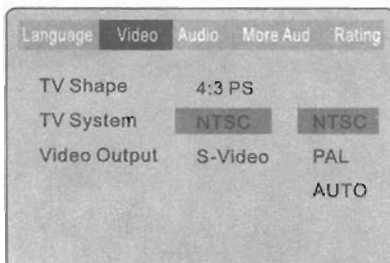 Language Video Audio More Aud Rating
TV Shape 4:3 PS
TV System NTSC NTSC
Video Output S-Video PAL
AUTO